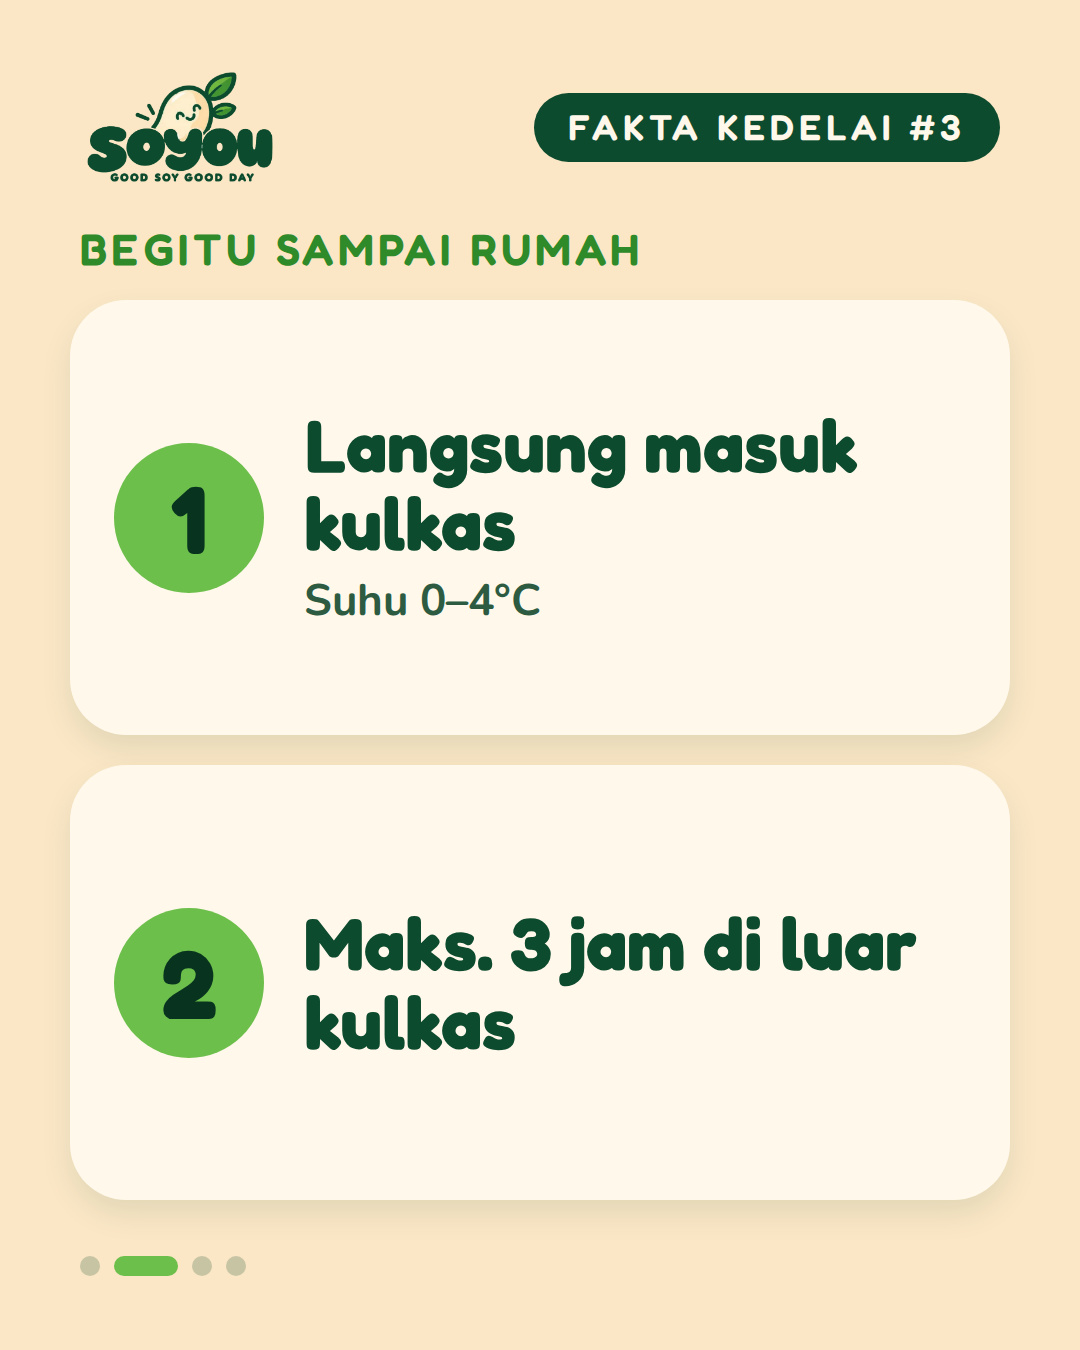 soyou
GOOD SOY GOOD DAY
FAKTA KEDELAI #3
BEGITU SAMPAI RUMAH
1
Langsung masuk
kulkas
Suhu 0–4°C
2
Maks. 3 jam di luar
kulkas